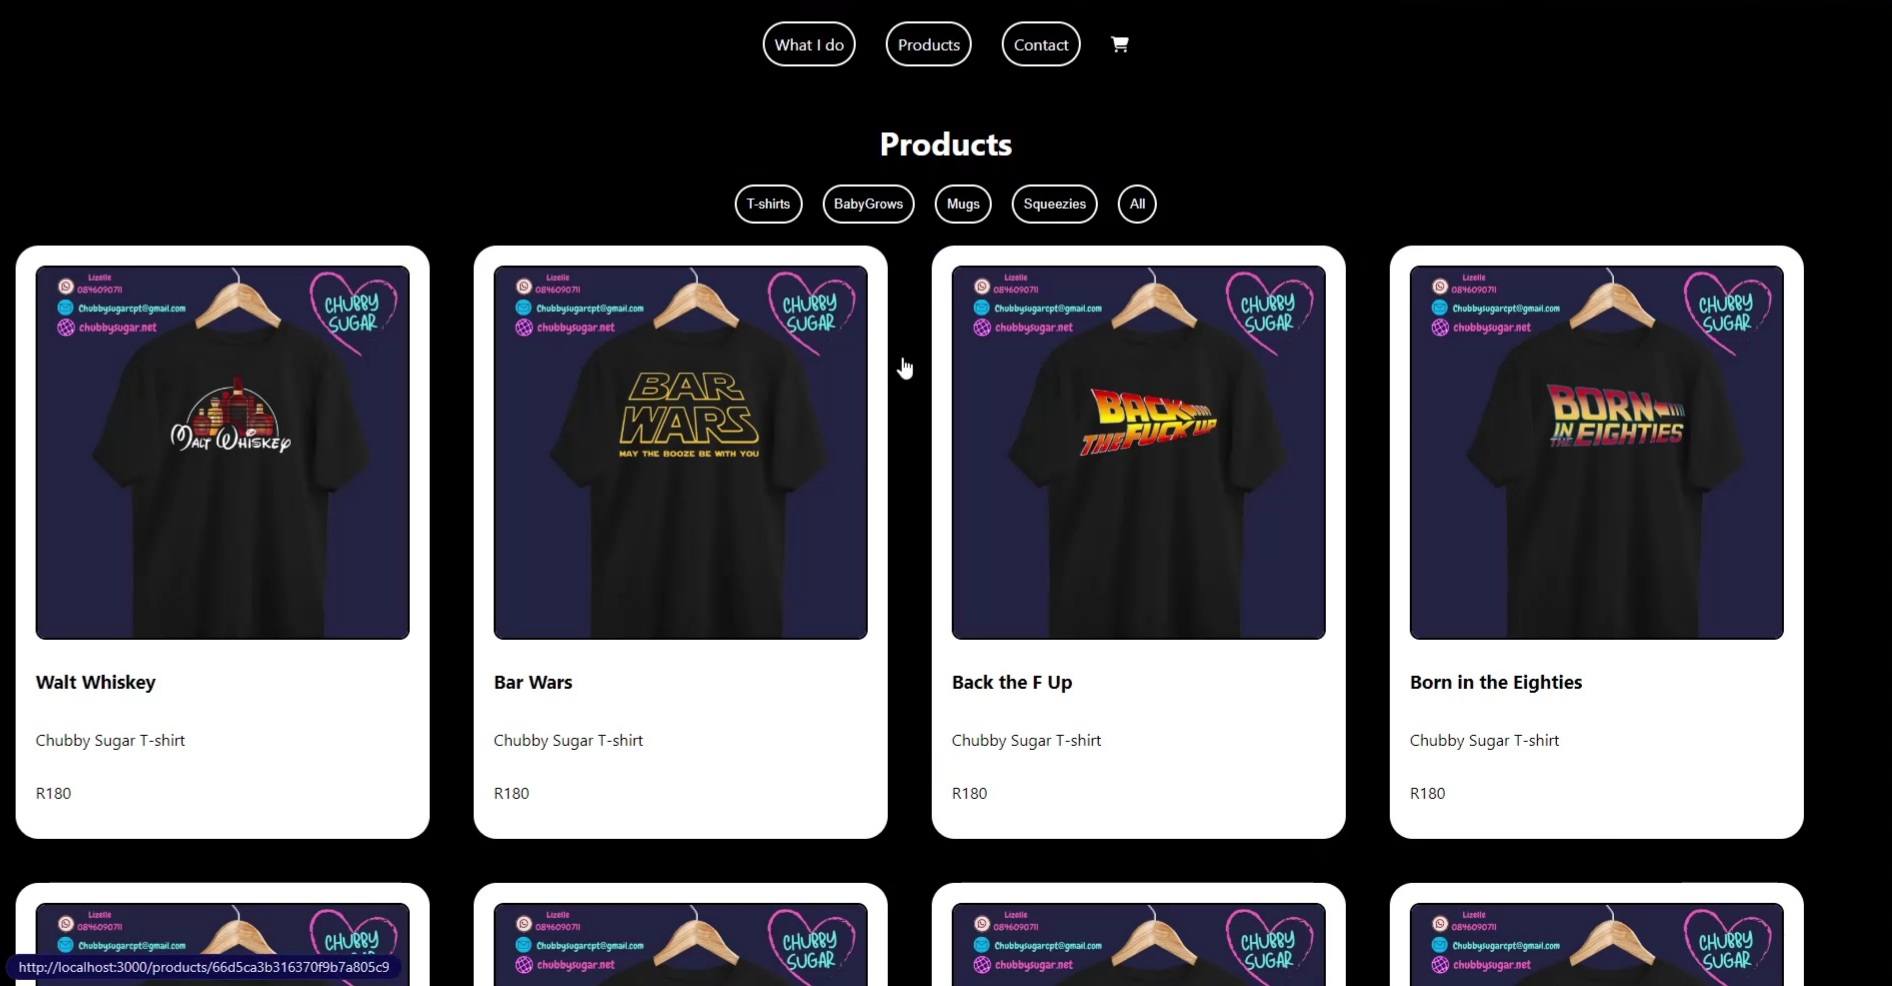 What I do
Products
Contact
Products
T-shirts
BabyGrows
Mugs
Squeezies
All
Lizelle
0846090711
Chubbysugarcpt@gmail.com
chubbysugar.net
CHUBBY
SUGAR
Malt Whiskey
Lizelle
0846090711
Chubbysugarcpt@gmail.com
chubbysugar.net
CHUBBY
SUGAR
BAR
WARS
MAY THE BOOZE BE WITH YOU
Lizelle
0846090711
Chubbysugarcpt@gmail.com
chubbysugar.net
CHUBBY
SUGAR
BACK
THE FUCK UP
Lizelle
0846090711
Chubbysugarcpt@gmail.com
chubbysugar.net
CHUBBY
SUGAR
BORN
IN THE EIGHTIES
Walt Whiskey
Chubby Sugar T-shirt
R180
Bar Wars
Chubby Sugar T-shirt
R180
Back the F Up
Chubby Sugar T-shirt
R180
Born in the Eighties
Chubby Sugar T-shirt
R180
Lizelle
0846090711
Chubbysugarcpt@gmail.com
CHUBBY
Lizelle
0846090711
Chubbysugarcpt@gmail.com
chubbysugar.net
CHUBBY
SUGAR
Lizelle
0846090711
Chubbysugarcpt@gmail.com
chubbysugar.net
CHUBBY
SUGAR
Lizelle
0846090711
Chubbysugarcpt@gmail.com
chubbysugar.net
CHUBBY
SUGAR
http://localhost:3000/products/66d5ca3b316370f9b7a805c9